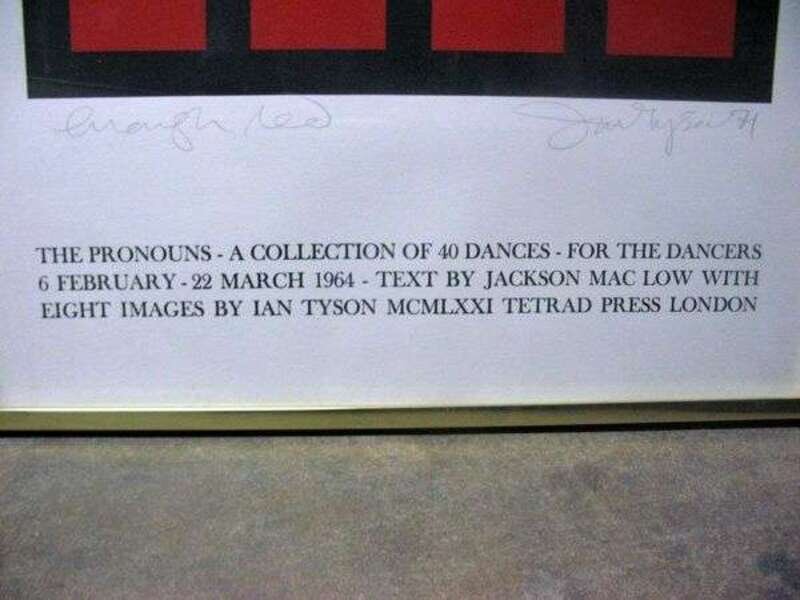 Ian Tyson 71
THE PRONOUNS - A COLLECTION OF 40 DANCES - FOR THE DANCERS
6 FEBRUARY - 22 MARCH 1964 - TEXT BY JACKSON MAC LOW WITH
EIGHT IMAGES BY IAN TYSON MCMLXXI TETRAD PRESS LONDON